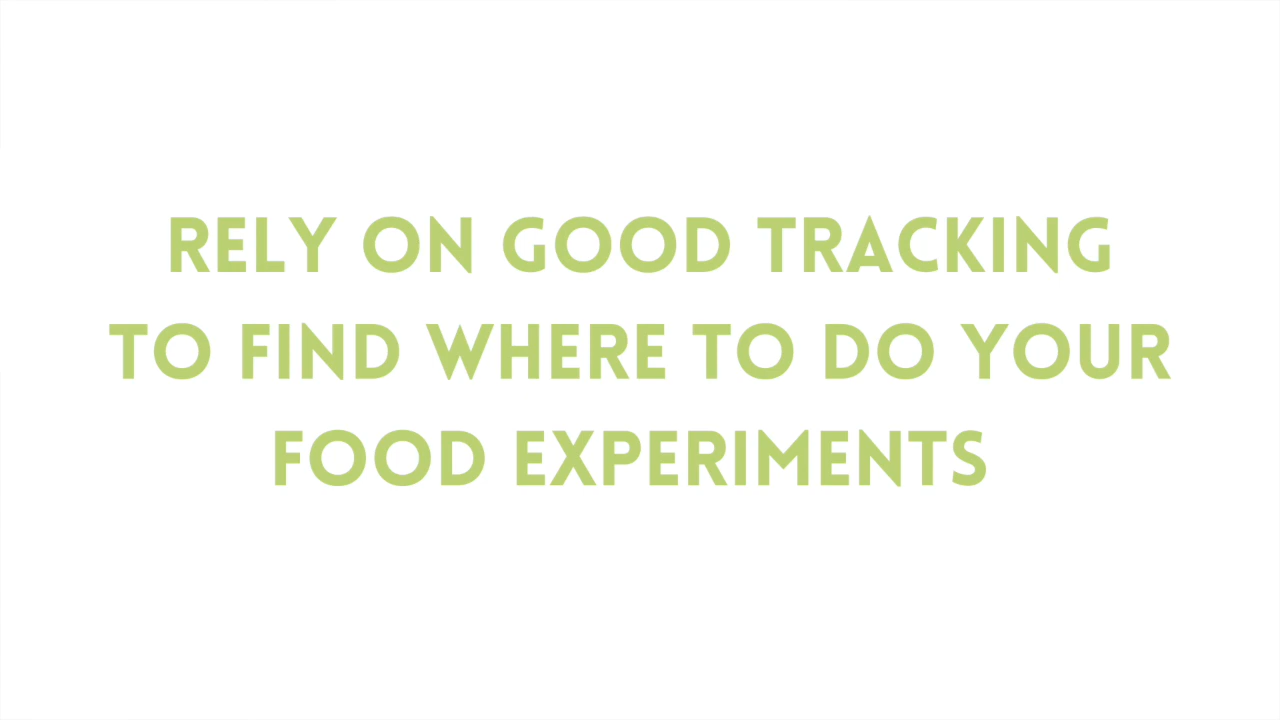 RELY ON GOOD TRACKING
TO FIND WHERE TO DO YOUR
FOOD EXPERIMENTS